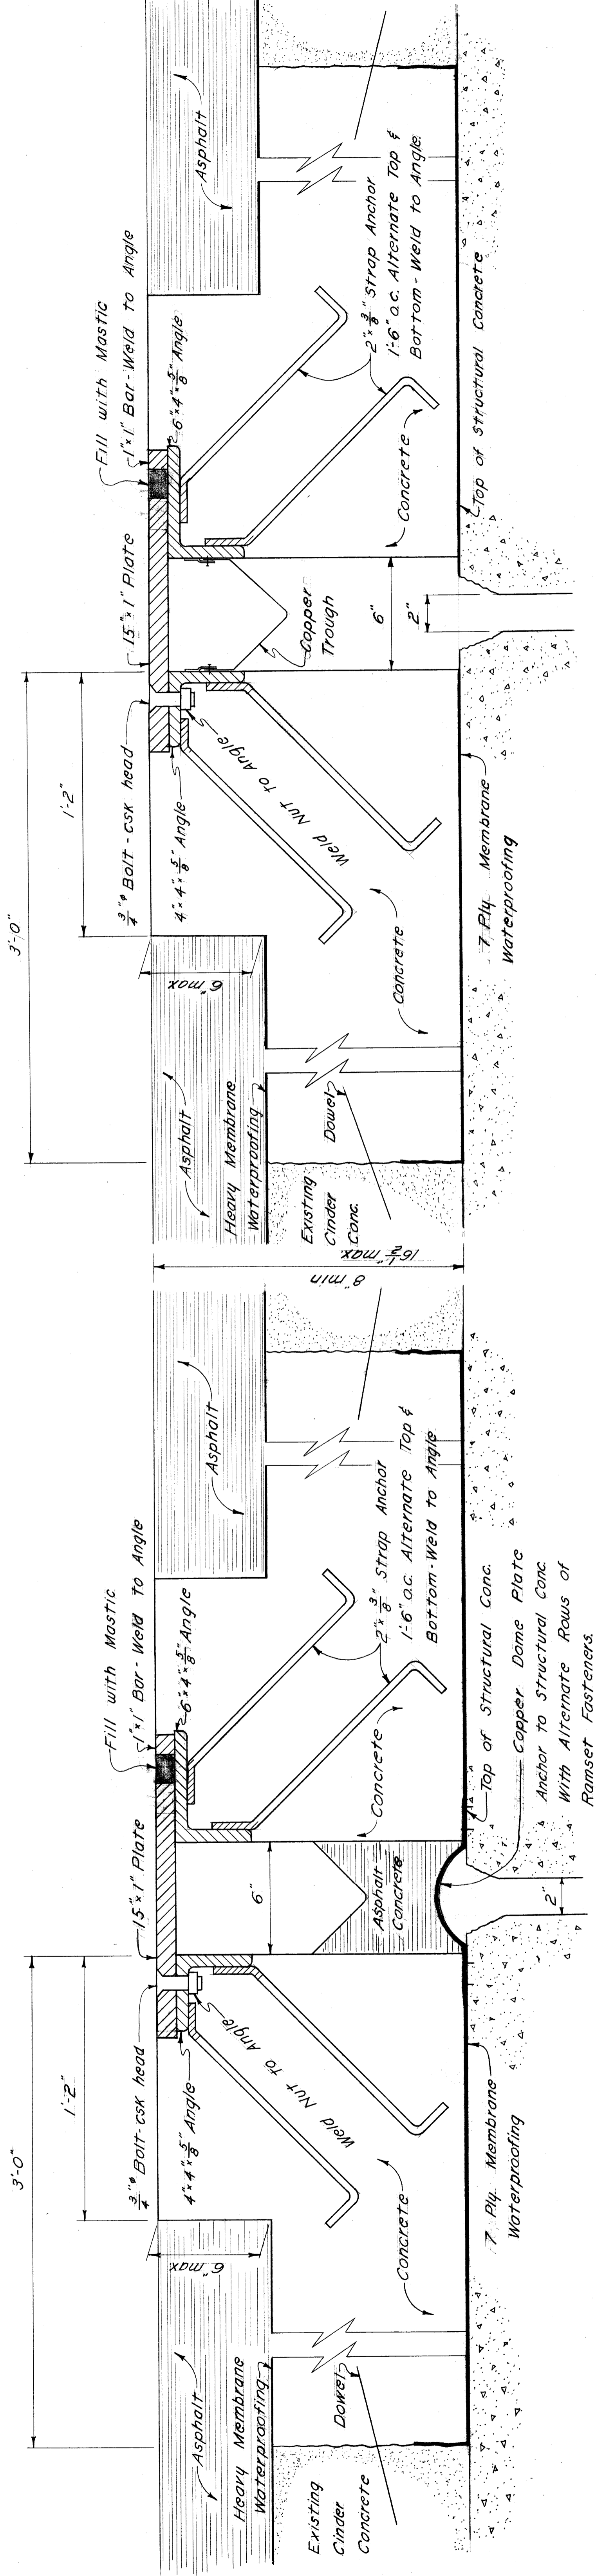 3'-0"
1'-2"
3/4"ø Bolt-csk head
15"x1" Plate
Fill with Mastic
1"x1" Bar-Weld to Angle
4"x4"x5/8" Angle
6"x4"x5/8" Angle
6" max
Asphalt
Asphalt
Heavy Membrane
Waterproofing
Weld Nut to Angle
6"
2"x3/8" Strap Anchor
1'-6" o.c. Alternate Top &
Bottom-Weld to Angle
Dowel
Existing
Cinder
Concrete
Concrete
Asphalt
Concrete
Concrete
7 Ply. Membrane
Waterproofing
2"
Top of Structural Conc.
Copper Dome Plate
Anchor to Structural Conc.
With Alternate Rows of
Ramset Fasteners.
8" min
16 1/2" max.
3'-0"
1'-2"
3/4"ø Bolt-csk head
15"x1" Plate
Fill with Mastic
1"x1" Bar-Weld to Angle
4"x4"x5/8" Angle
6"x4"x5/8" Angle
6" max
Asphalt
Asphalt
Heavy Membrane
Waterproofing
Weld Nut to Angle
Copper
Trough
2"x3/8" Strap Anchor
1'-6" o.c. Alternate Top &
Bottom-Weld to Angle.
Dowel
Existing
Cinder
Conc.
Concrete
6"
2"
Concrete
7 Ply. Membrane
Waterproofing
Top of Structural Concrete